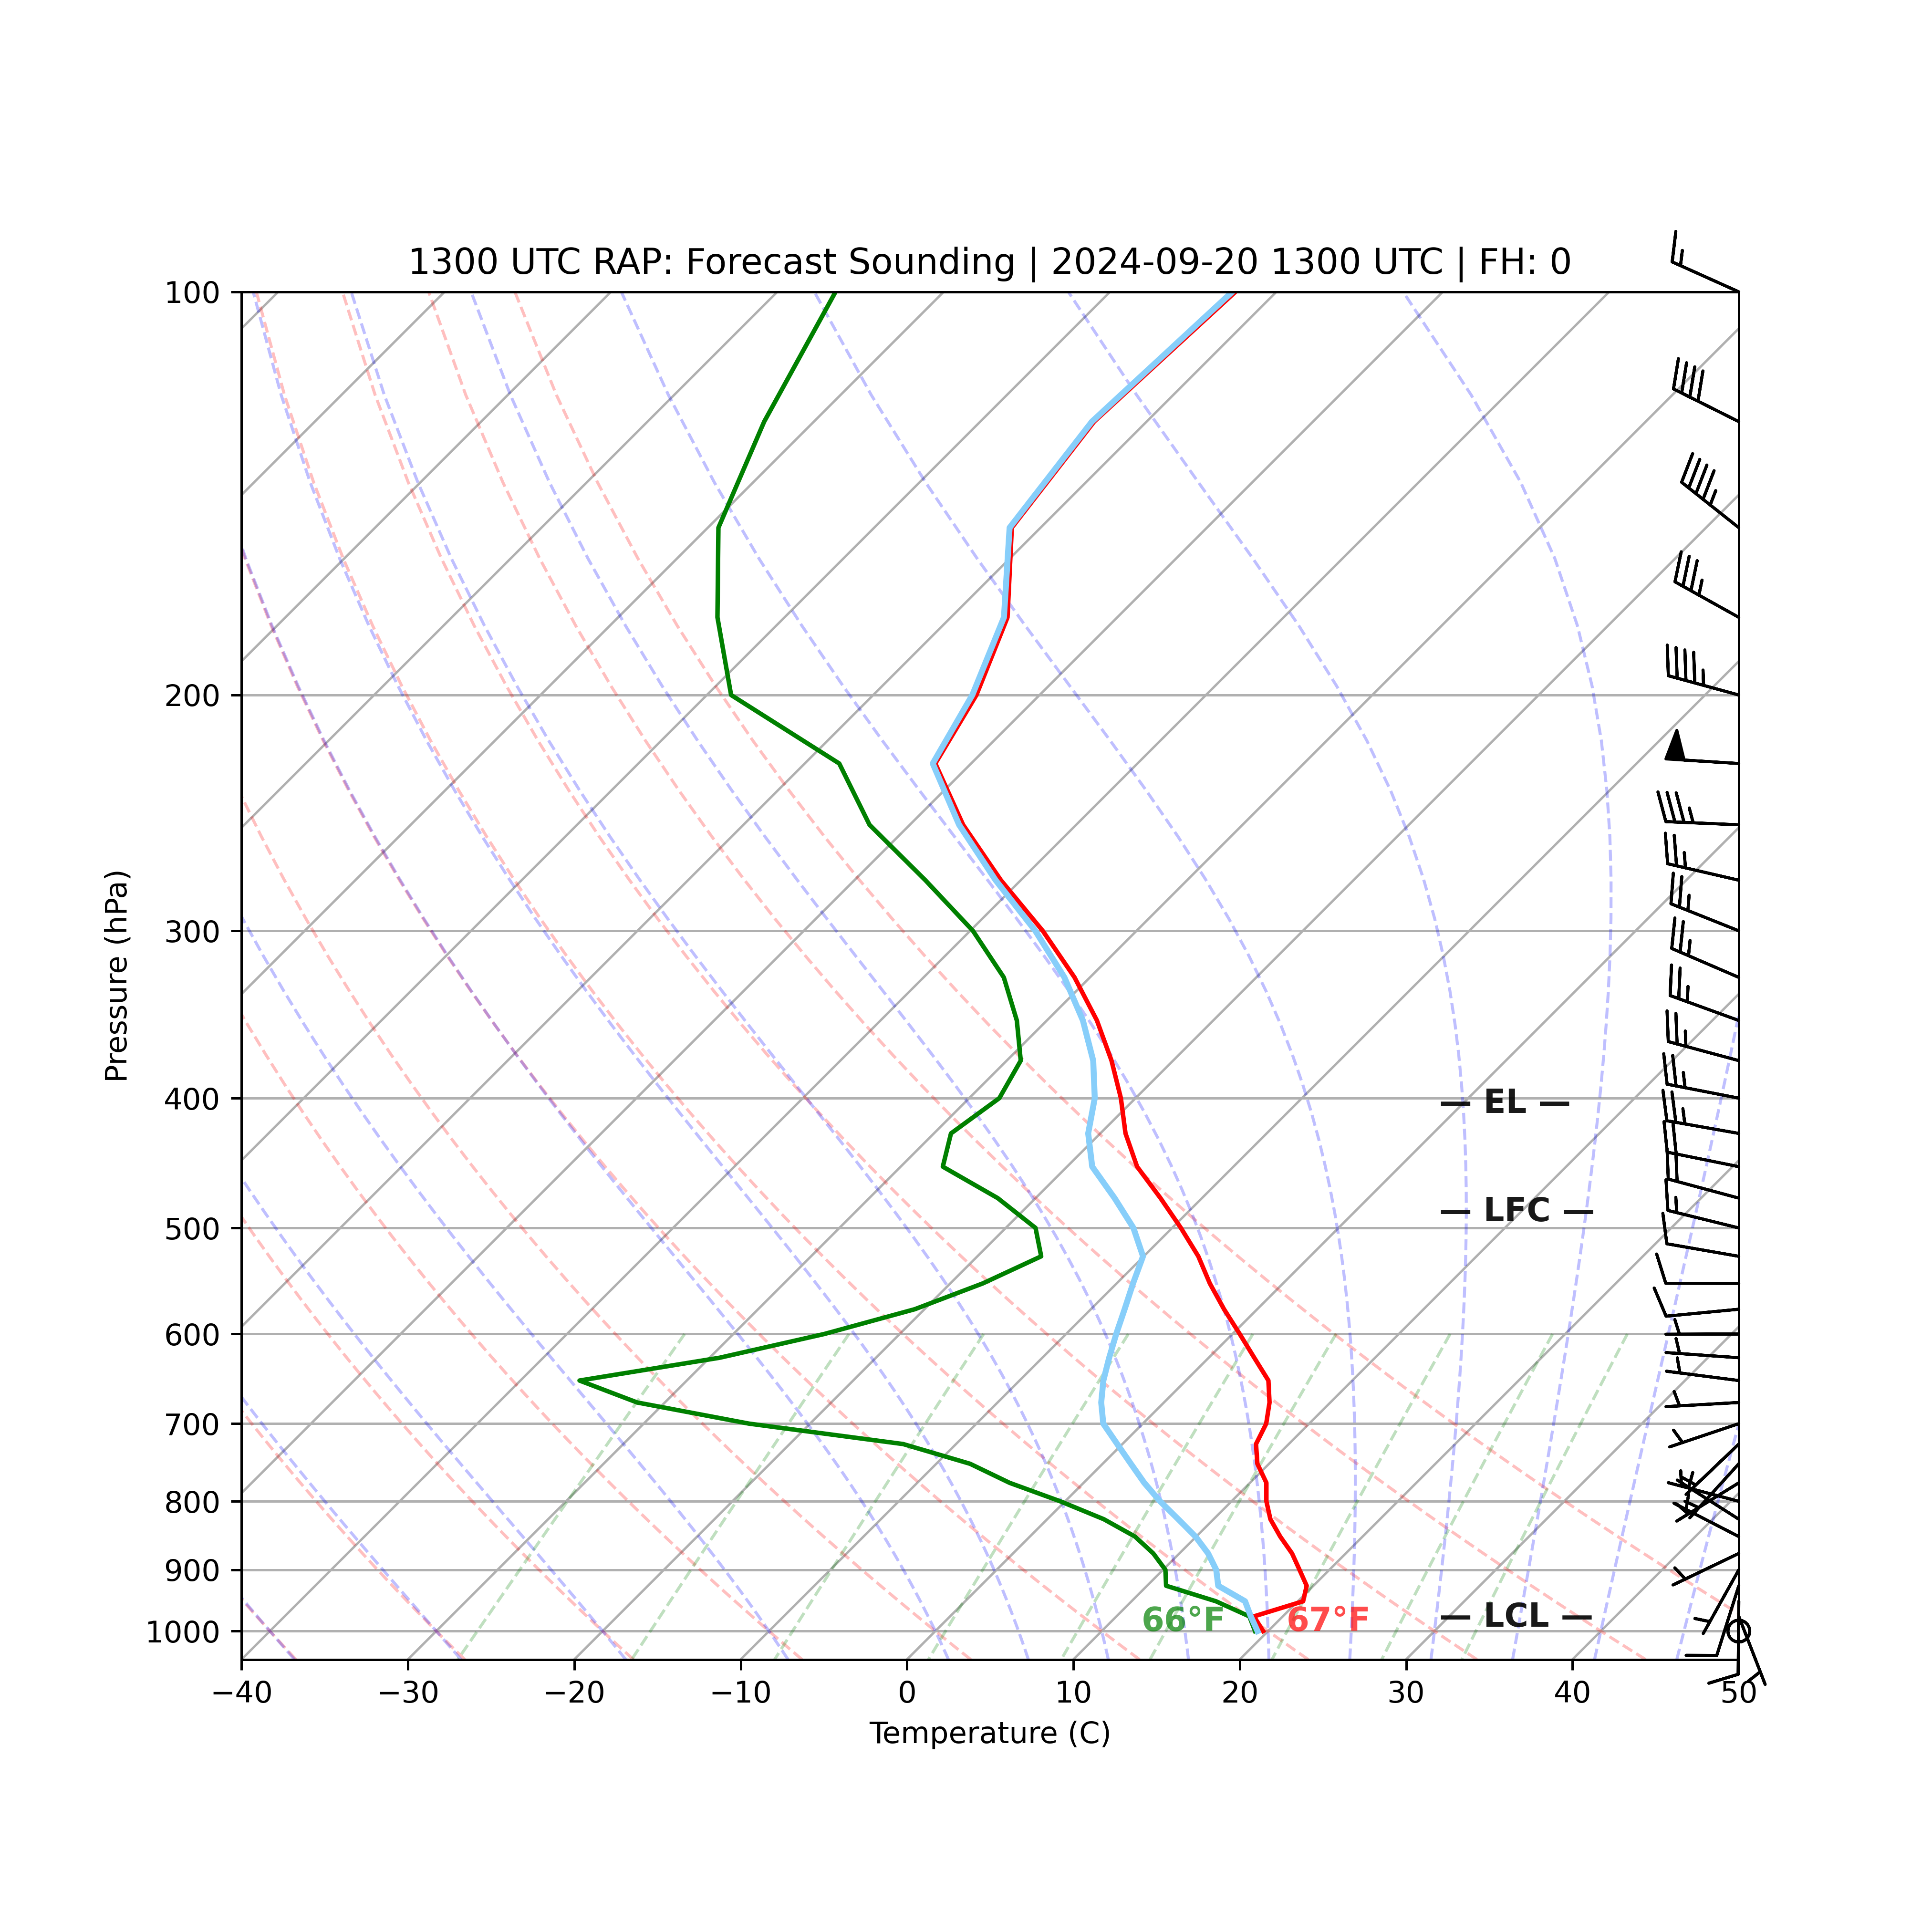 1300 UTC RAP: Forecast Sounding | 2024-09-20 1300 UTC | FH: 0
100
200
300
400
500
600
700
800
900
1000
Pressure (hPa)
— EL —
— LFC —
— LCL —
66°F 67°F
−40 −30 −20 −10 0 10 20 30 40 50
Temperature (C)